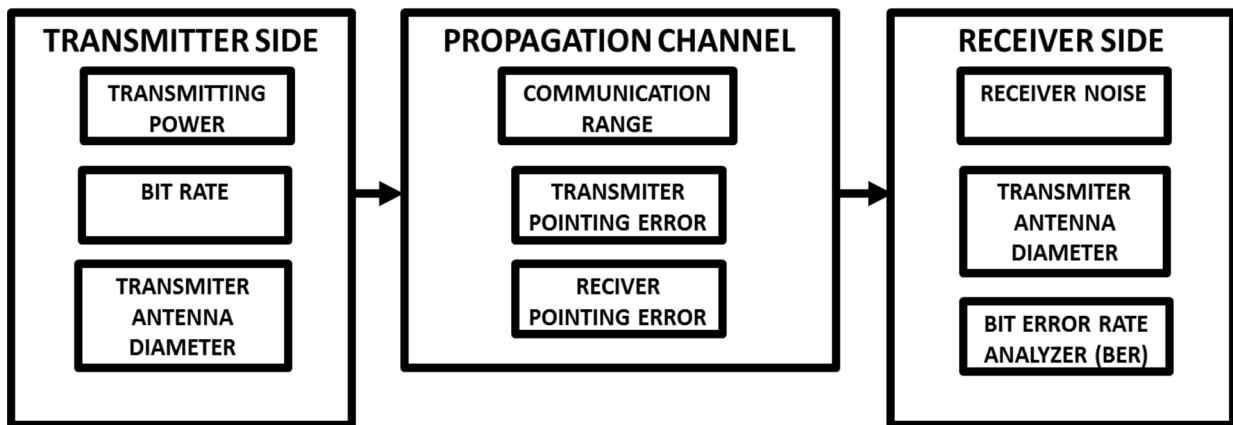 TRANSMITTER SIDE
TRANSMITTING
POWER
BIT RATE
TRANSMITER
ANTENNA
DIAMETER
PROPAGATION CHANNEL
COMMUNICATION
RANGE
TRANSMITER
POINTING ERROR
RECIVER
POINTING ERROR
RECEIVER SIDE
RECEIVER NOISE
TRANSMITER
ANTENNA
DIAMETER
BIT ERROR RATE
ANALYZER (BER)